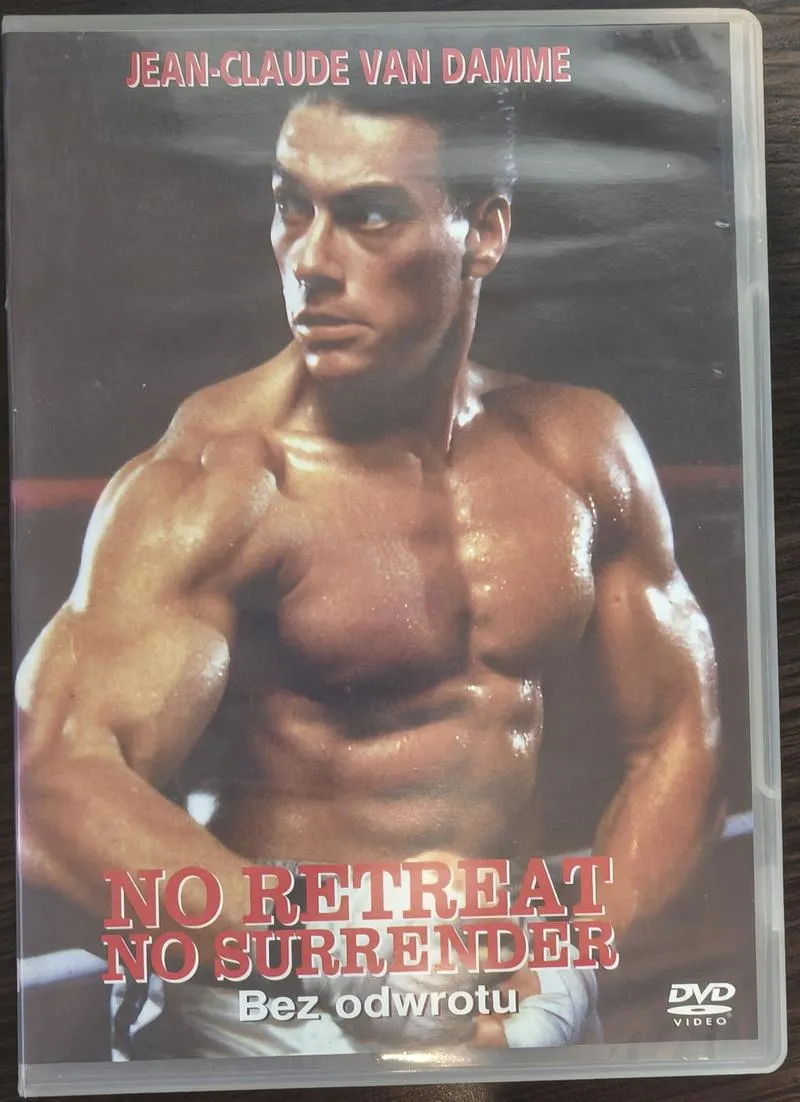 JEAN-CLAUDE VAN DAMME
NO RETREAT
NO SURRENDER
Bez odwrotu
DVD
VIDEO